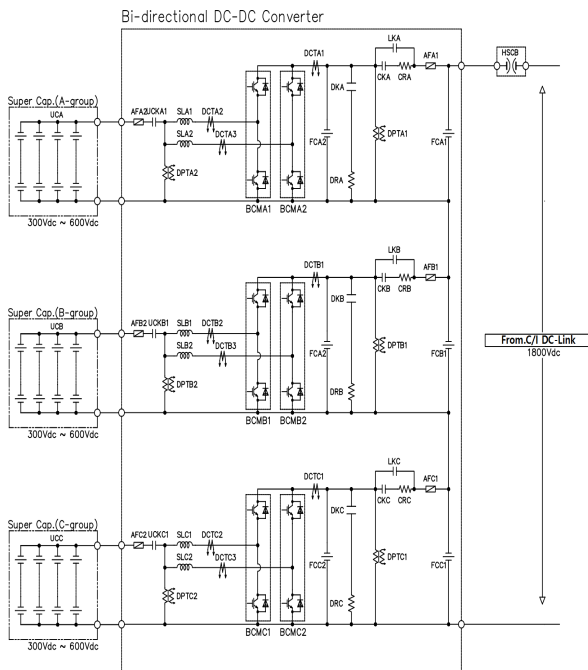 Bi-directional DC-DC Converter
LKA
DCTA1
AFA1
HSCB
CKA
CRA
DKA
Super Cap.(A-group)
UCA
AFA2
UCKA1
SLA1
DCTA2
SLA2
DCTA3
DPTA1
FCA2
FCA1
DPTA2
DRA
BCMA1
BCMA2
300Vdc ~ 600Vdc
LKB
DCTB1
AFB1
CKB
CRB
DKB
Super Cap.(B-group)
UCB
AFB2
UCKB1
SLB1
DCTB2
SLB2
DCTB3
DPTB1
FCA2
FCB1
From.C/I DC-Link
1800Vdc
DPTB2
DRB
BCMB1
BCMB2
300Vdc ~ 600Vdc
LKC
DCTC1
AFC1
CKC
CRC
DKC
Super Cap.(C-group)
UCC
AFC2
UCKC1
SLC1
DCTC2
SLC2
DCTC3
DPTC1
FCC2
FCC1
DPTC2
DRC
BCMC1
BCMC2
300Vdc ~ 600Vdc